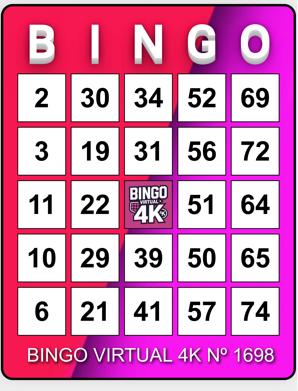 B I N G O
2 30 34 52 69
3 19 31 56 72
11 22 BINGO VIRTUAL 4K 51 64
10 29 39 50 65
6 21 41 57 74
BINGO VIRTUAL 4K Nº 1698